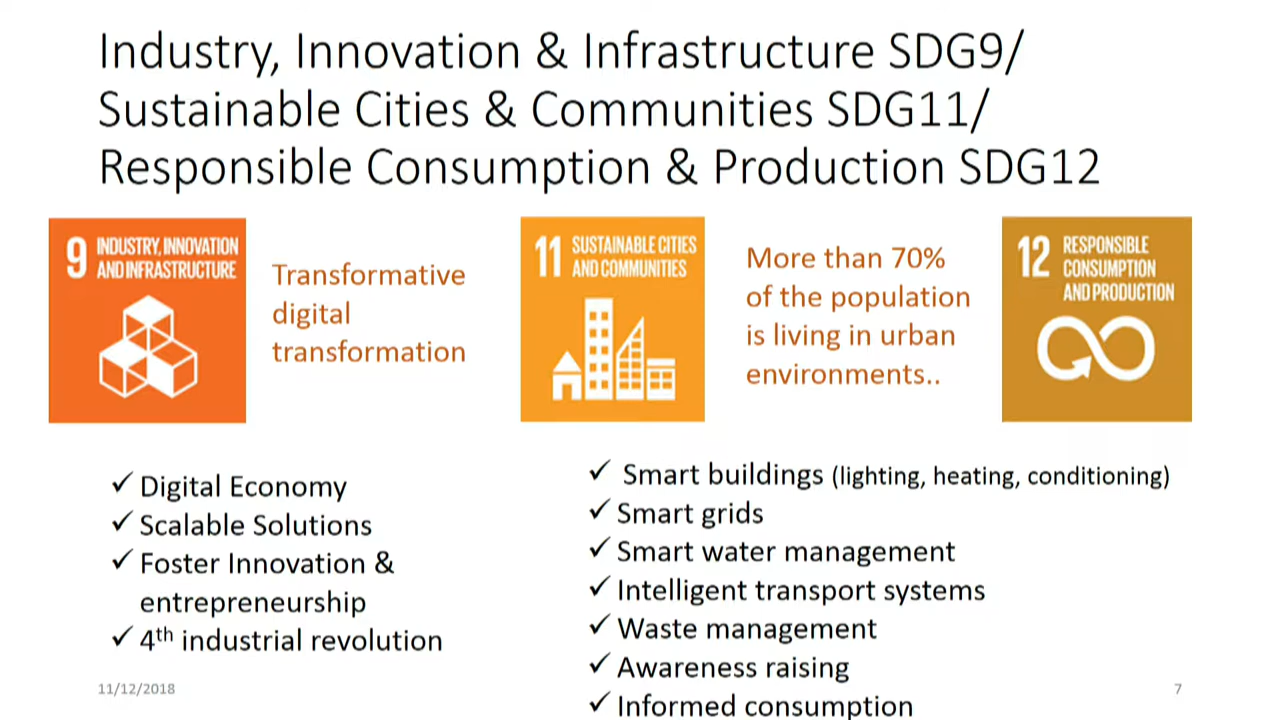 Industry, Innovation & Infrastructure SDG9/
Sustainable Cities & Communities SDG11/
Responsible Consumption & Production SDG12
9 INDUSTRY, INNOVATION
AND INFRASTRUCTURE
Transformative
digital
transformation
11 SUSTAINABLE CITIES
AND COMMUNITIES
More than 70%
of the population
is living in urban
environments..
12 RESPONSIBLE
CONSUMPTION
AND PRODUCTION
✓ Digital Economy
✓ Scalable Solutions
✓ Foster Innovation &
entrepreneurship
✓ 4th industrial revolution
✓ Smart buildings (lighting, heating, conditioning)
✓ Smart grids
✓ Smart water management
✓ Intelligent transport systems
✓ Waste management
✓ Awareness raising
✓ Informed consumption
11/12/2018
7